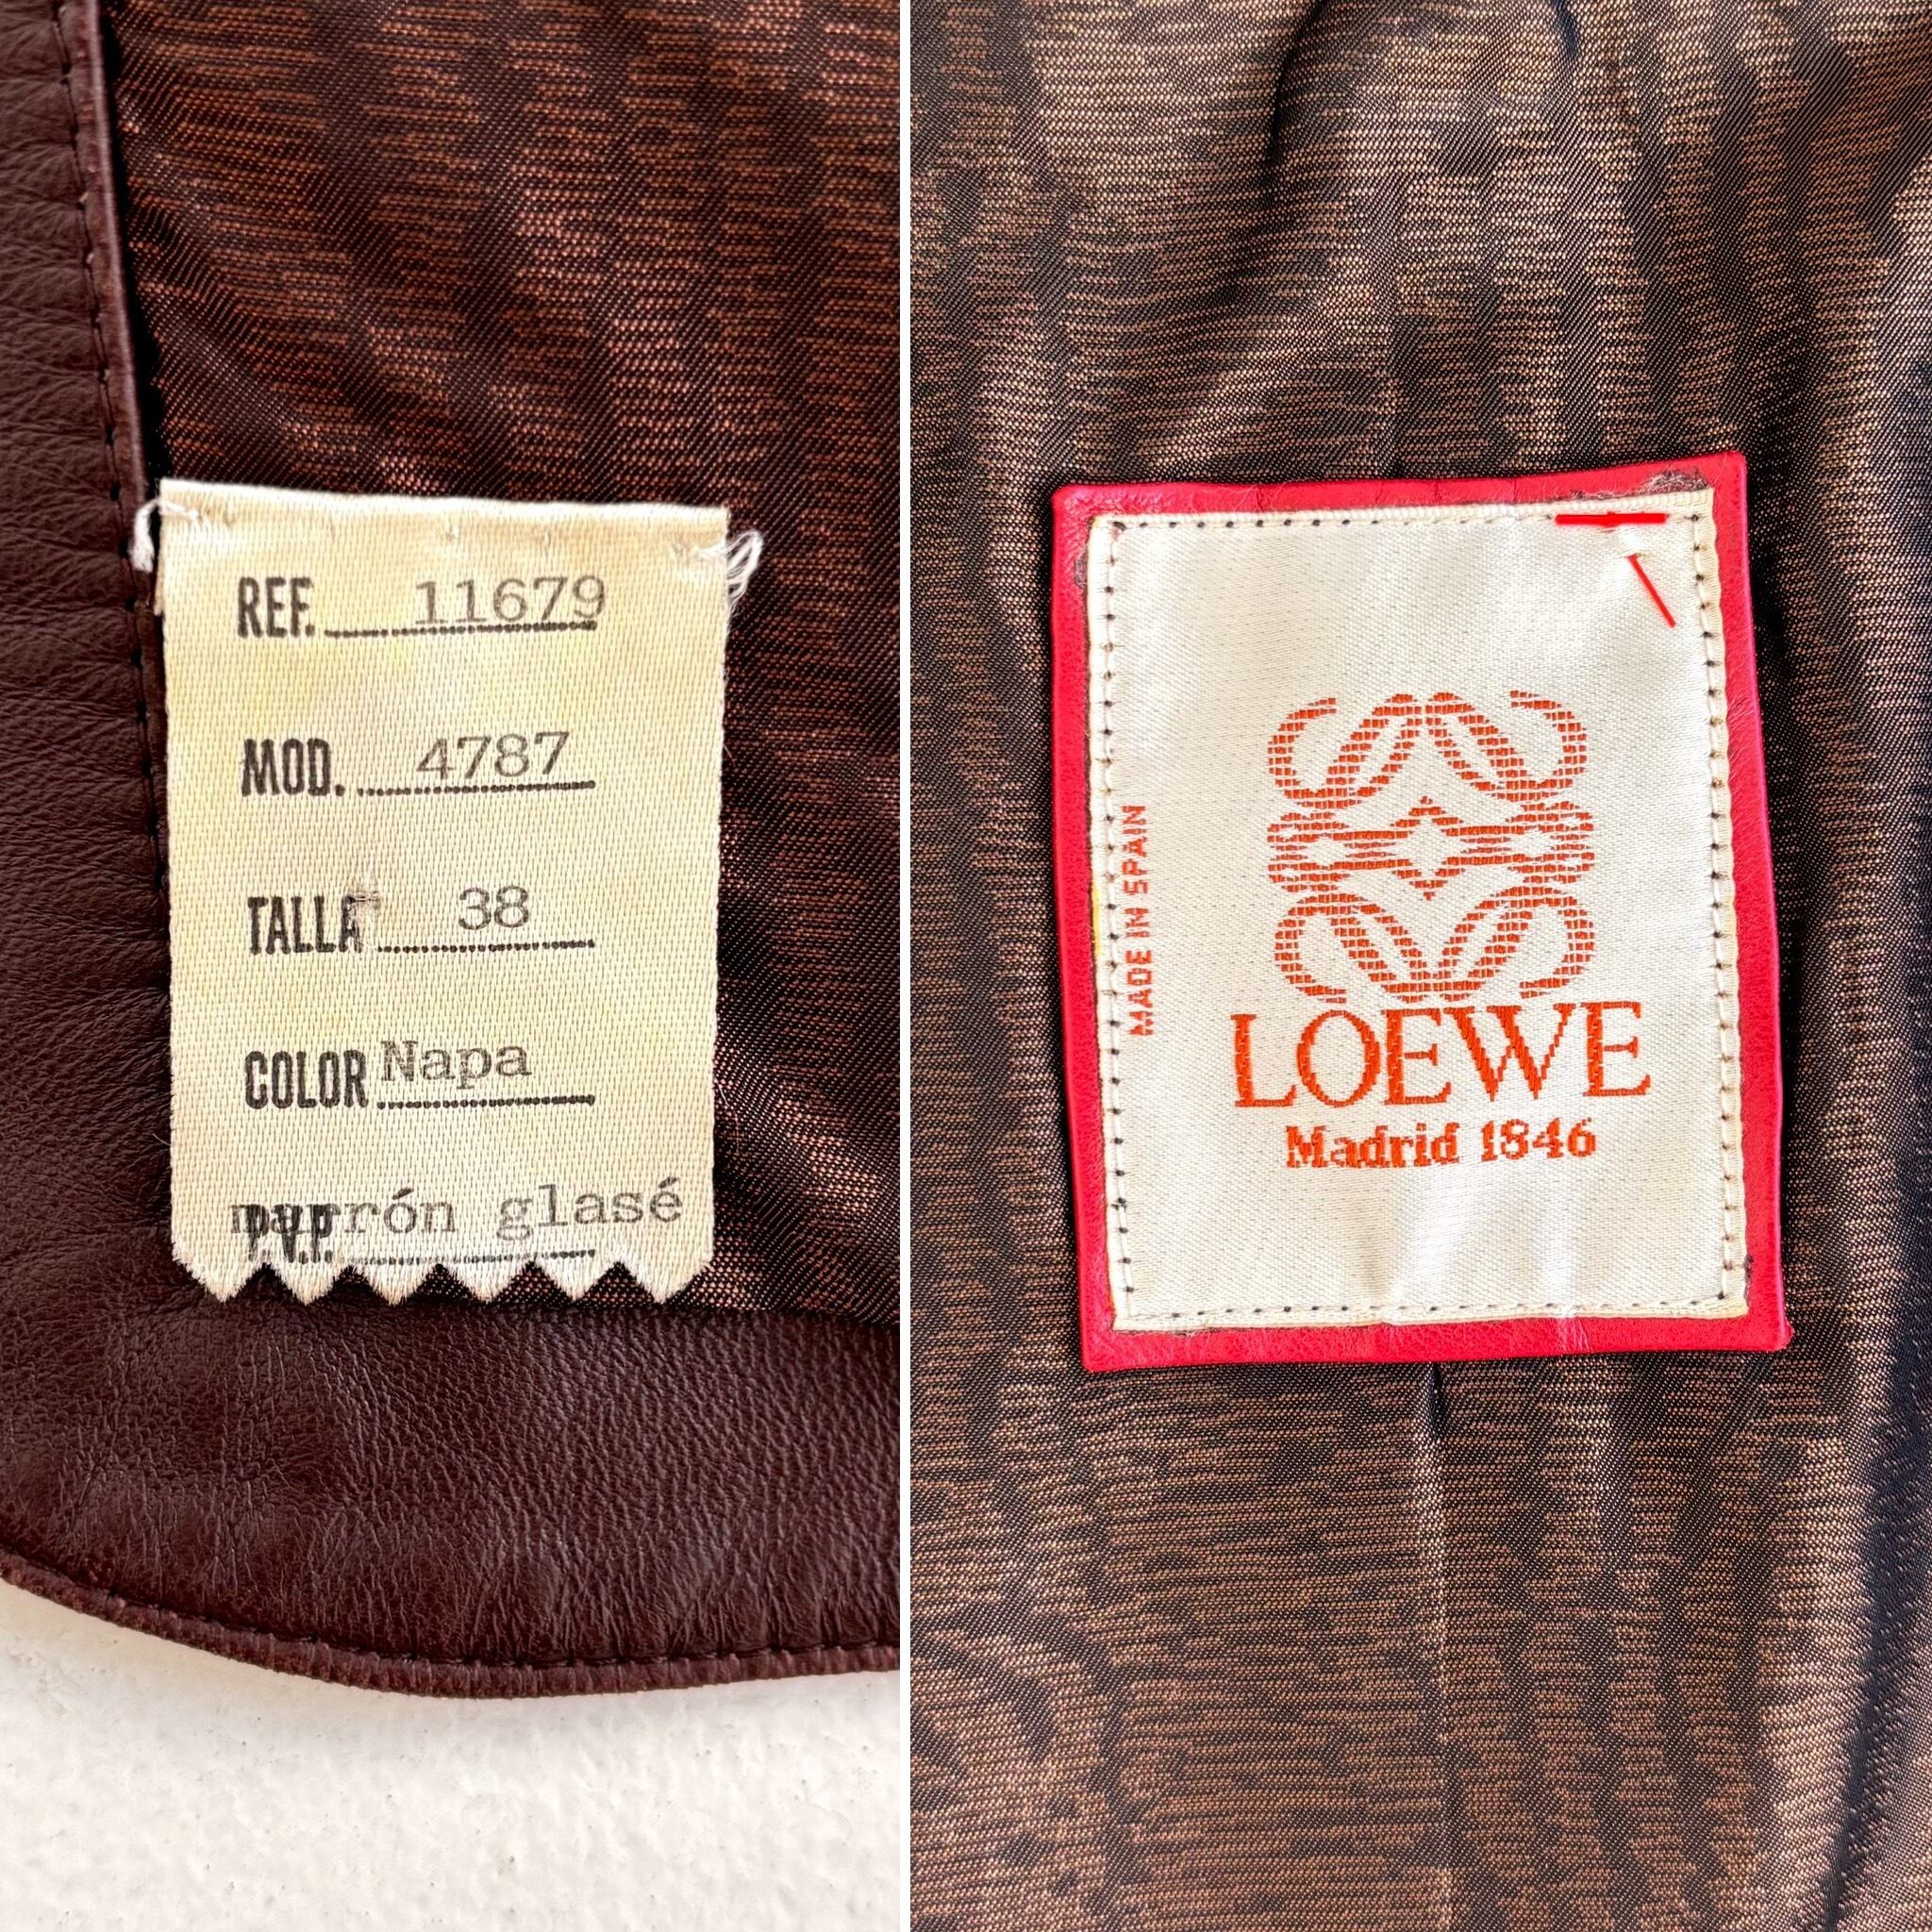 REF. 11679
MOD. 4787
TALLA 38
COLOR Napa
marrón glasé
P.V.P.
MADE IN SPAIN
LOEWE
Madrid 1846